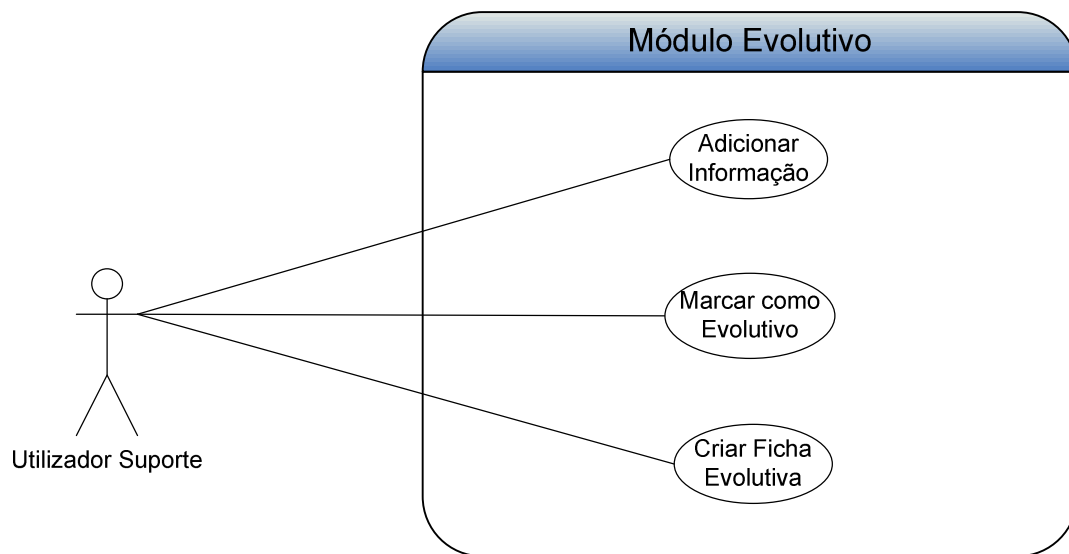 Módulo Evolutivo
Adicionar
Informação
Marcar como
Evolutivo
Criar Ficha
Evolutiva
Utilizador Suporte